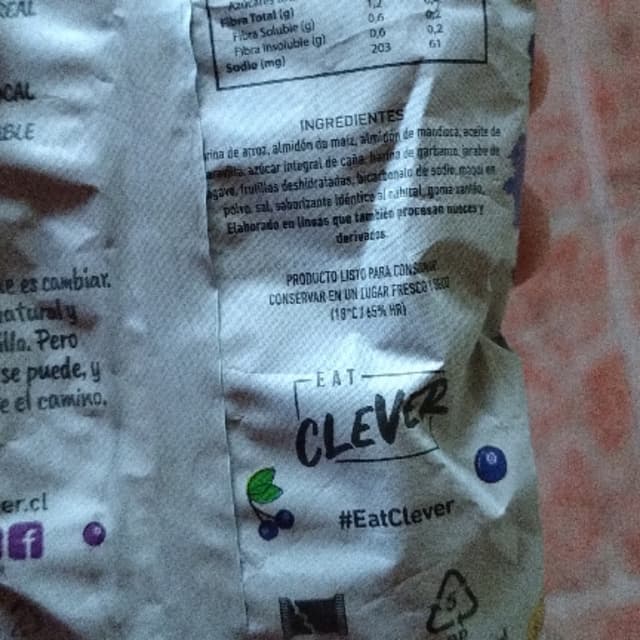 Fibra Total (g) 0,6 0,2
Fibra Soluble (g) 0,6 0,2
Fibra Insoluble (g)
Sodio (mg) 203 61
INGREDIENTES
de arroz, almidón de maíz, almidón de mandioca, aceite de
azúcar integral de caña, harina de garbanzo, jarabe de
agave, frutillas deshidratadas, bicarbonato de sodio, maqui en
polvo, sal, saborizante idéntico al natural, goma xantán.
Elaborado en líneas que también procesan nueces y
derivados.
PRODUCTO LISTO PARA CONSUMIR
CONSERVAR EN UN LUGAR FRESCO Y SECO
(18°C / 65% HR)
EAT
CLEVER
#EatClever
CAL
BLE
e es cambiar.
natural y
Pero
se puede, y
e el camino.
er.cl
f
5